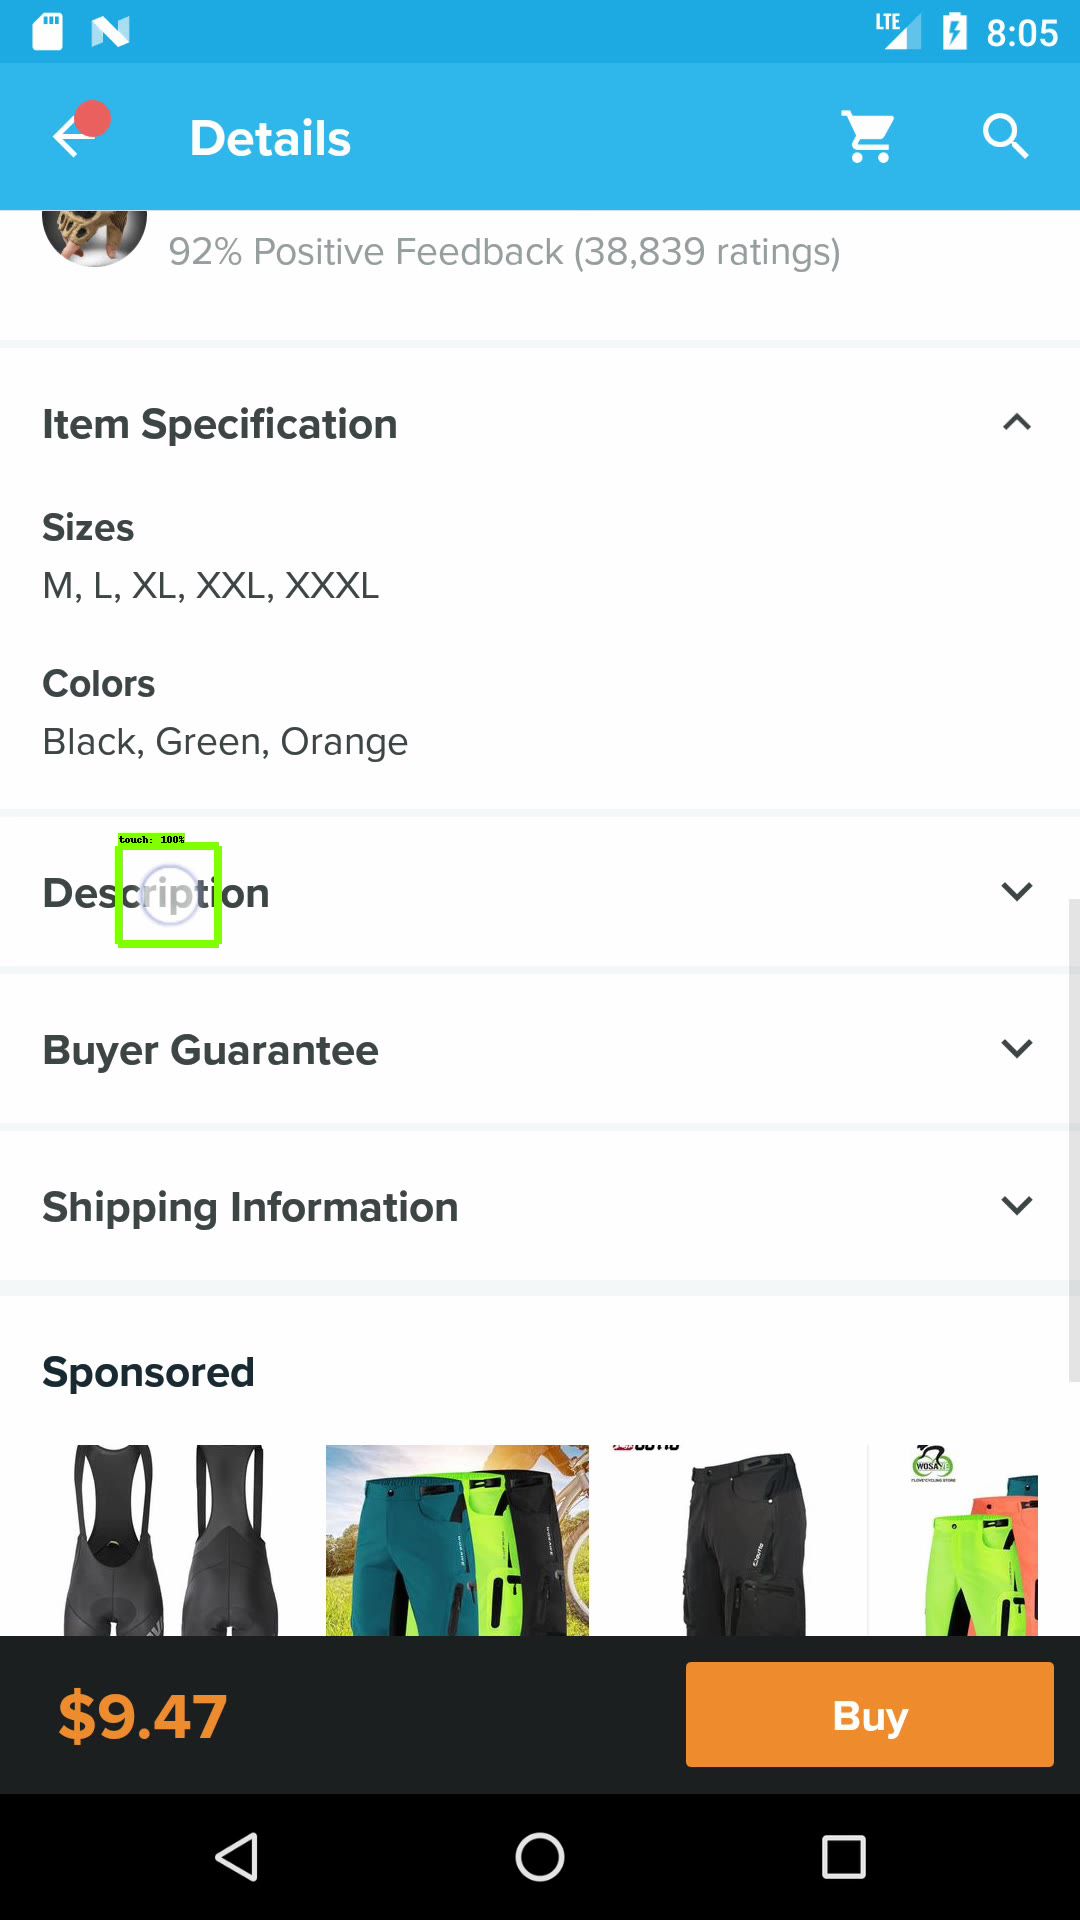 LTE 8:05
Details
92% Positive Feedback (38,839 ratings)
Item Specification
Sizes
M, L, XL, XXL, XXXL
Colors
Black, Green, Orange
touch: 100%
Description
Buyer Guarantee
Shipping Information
Sponsored
$9.47
Buy